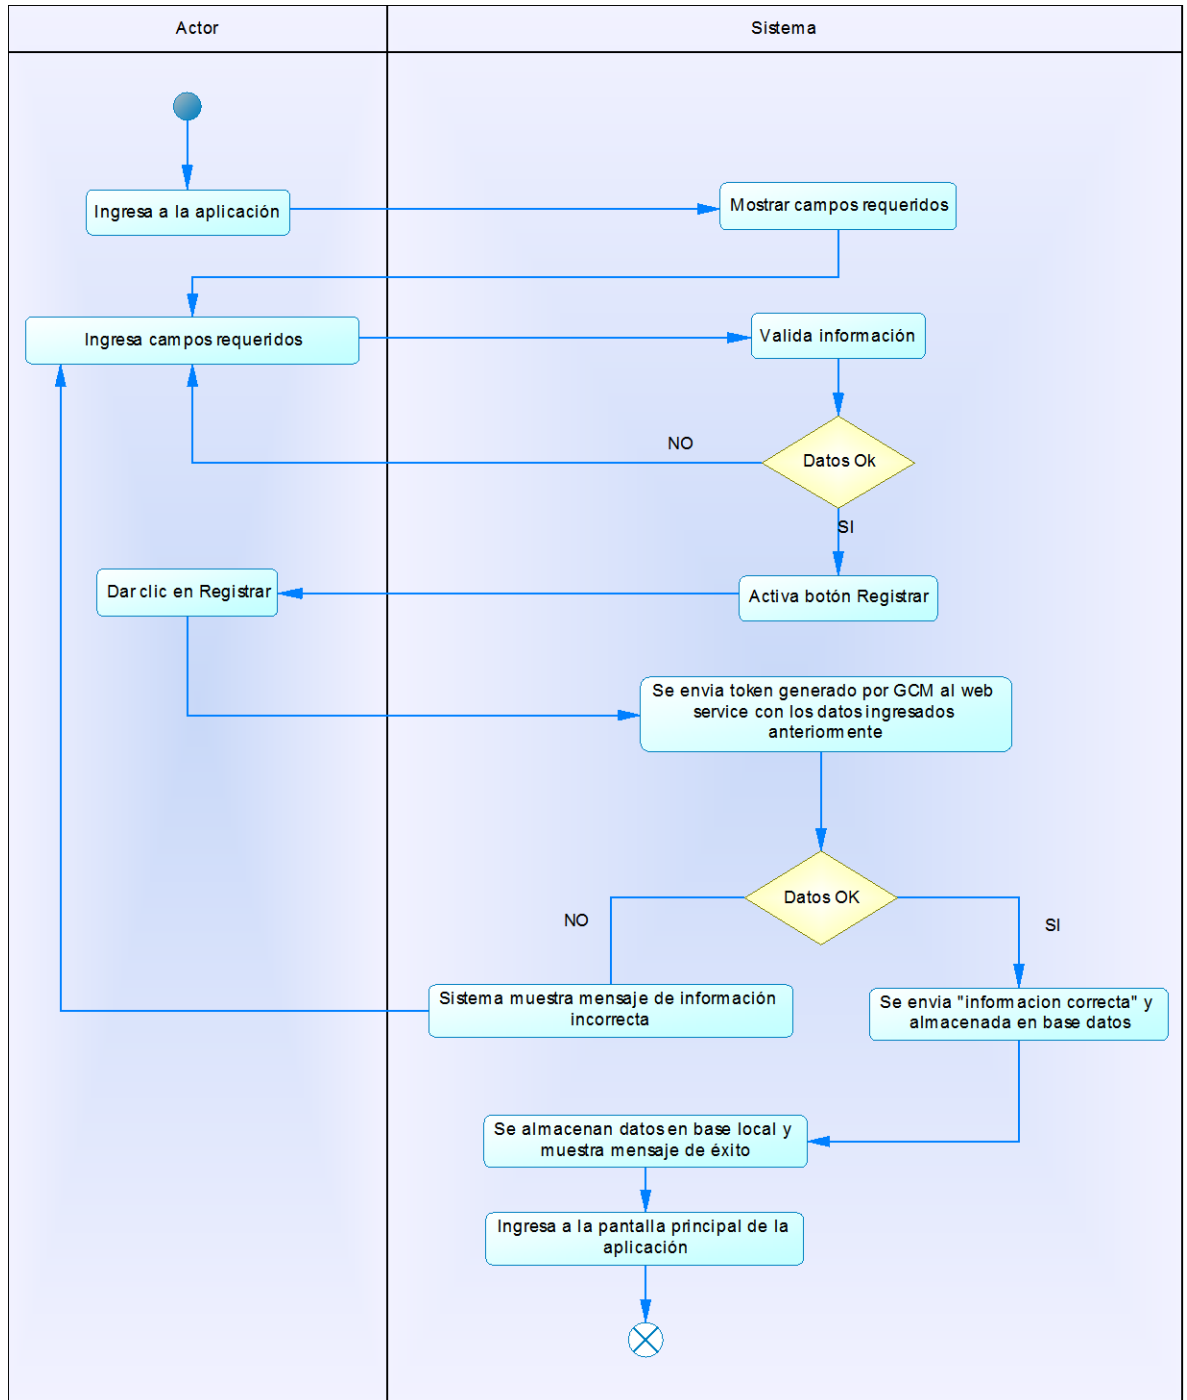 Actor
Sistema
Ingresa a la aplicación
Mostrar campos requeridos
Ingresa campos requeridos
Valida información
NO
Datos Ok
SI
Dar clic en Registrar
Activa botón Registrar
Se envia token generado por GCM al web
service con los datos ingresados
anteriormente
Datos OK
NO
SI
Sistema muestra mensaje de información
incorrecta
Se envia "informacion correcta" y
almacenada en base datos
Se almacenan datos en base local y
muestra mensaje de éxito
Ingresa a la pantalla principal de la
aplicación